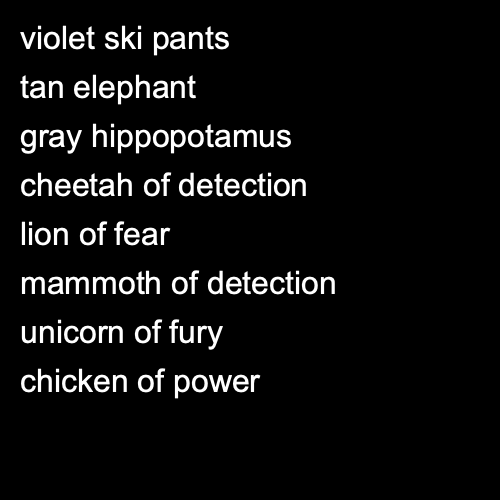 violet ski pants
tan elephant
gray hippopotamus
cheetah of detection
lion of fear
mammoth of detection
unicorn of fury
chicken of power